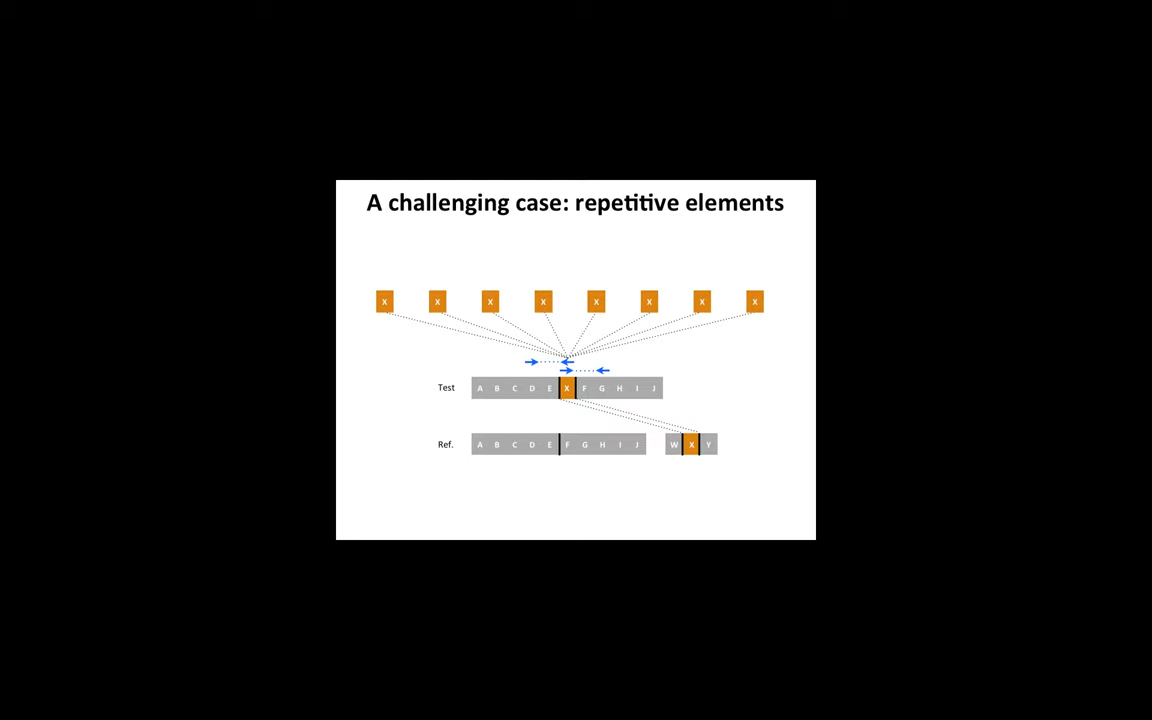 A challenging case: repetitive elements
X X X X X X X X
Test A B C D E X F G H I J
Ref. A B C D E F G H I J W X Y